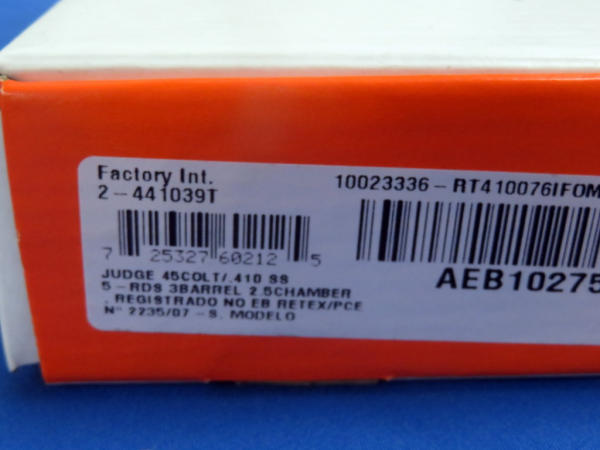 Factory Int.
2-441039T
10023336-RT410076IFOM
7 25327 60212 5
AEB10275
JUDGE 45COLT/.410 SS
5-RDS 3BARREL 2.5CHAMBER
. REGISTRADO NO EB RETEX/PCE
N° 2235/07 -S. MODELO